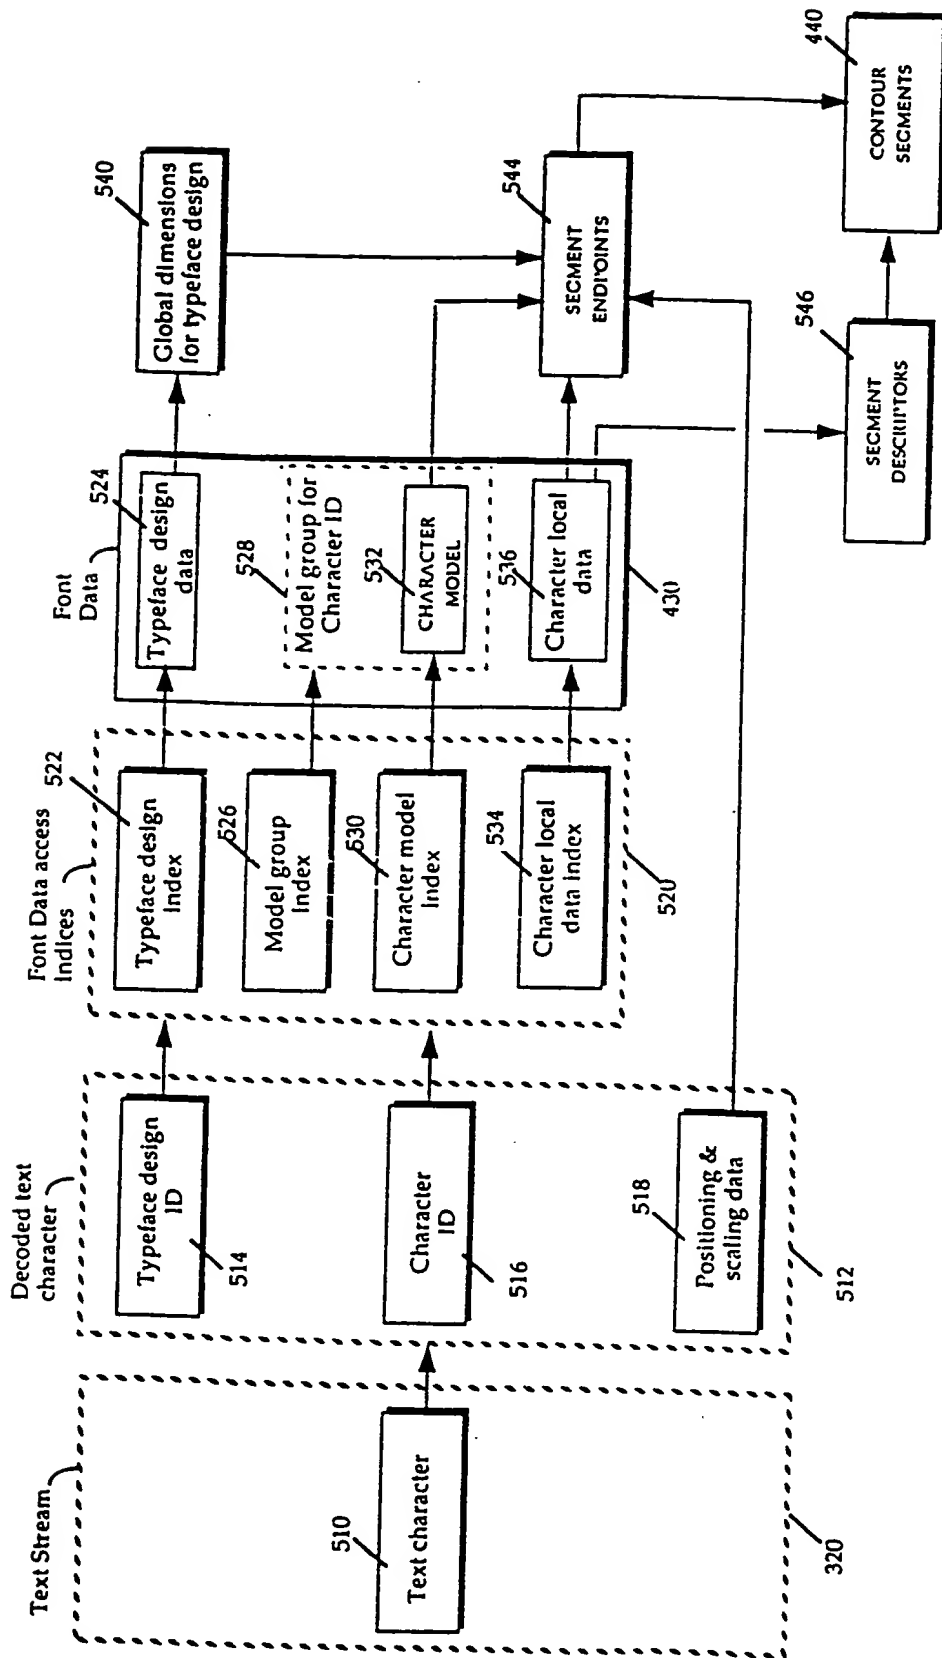 Text Stream
510
Text character
320
Decoded text
character
Typeface design
ID
514
Character
ID
516
518
Positioning &
scaling data
512
Font Data access
Indices
522
Typeface design
Index
526
Model group
Index
530
Character model
Index
534
Character local
data index
520
Font
Data
524
Typeface design
data
528
Model group for
Character ID
532
CHARACTER
MODEL
536
Character local
data
430
540
Global dimensions
for typeface design
544
SEGMENT
ENDPOINTS
546
SEGMENT
DESCRIPTORS
440
CONTOUR
SEGMENTS